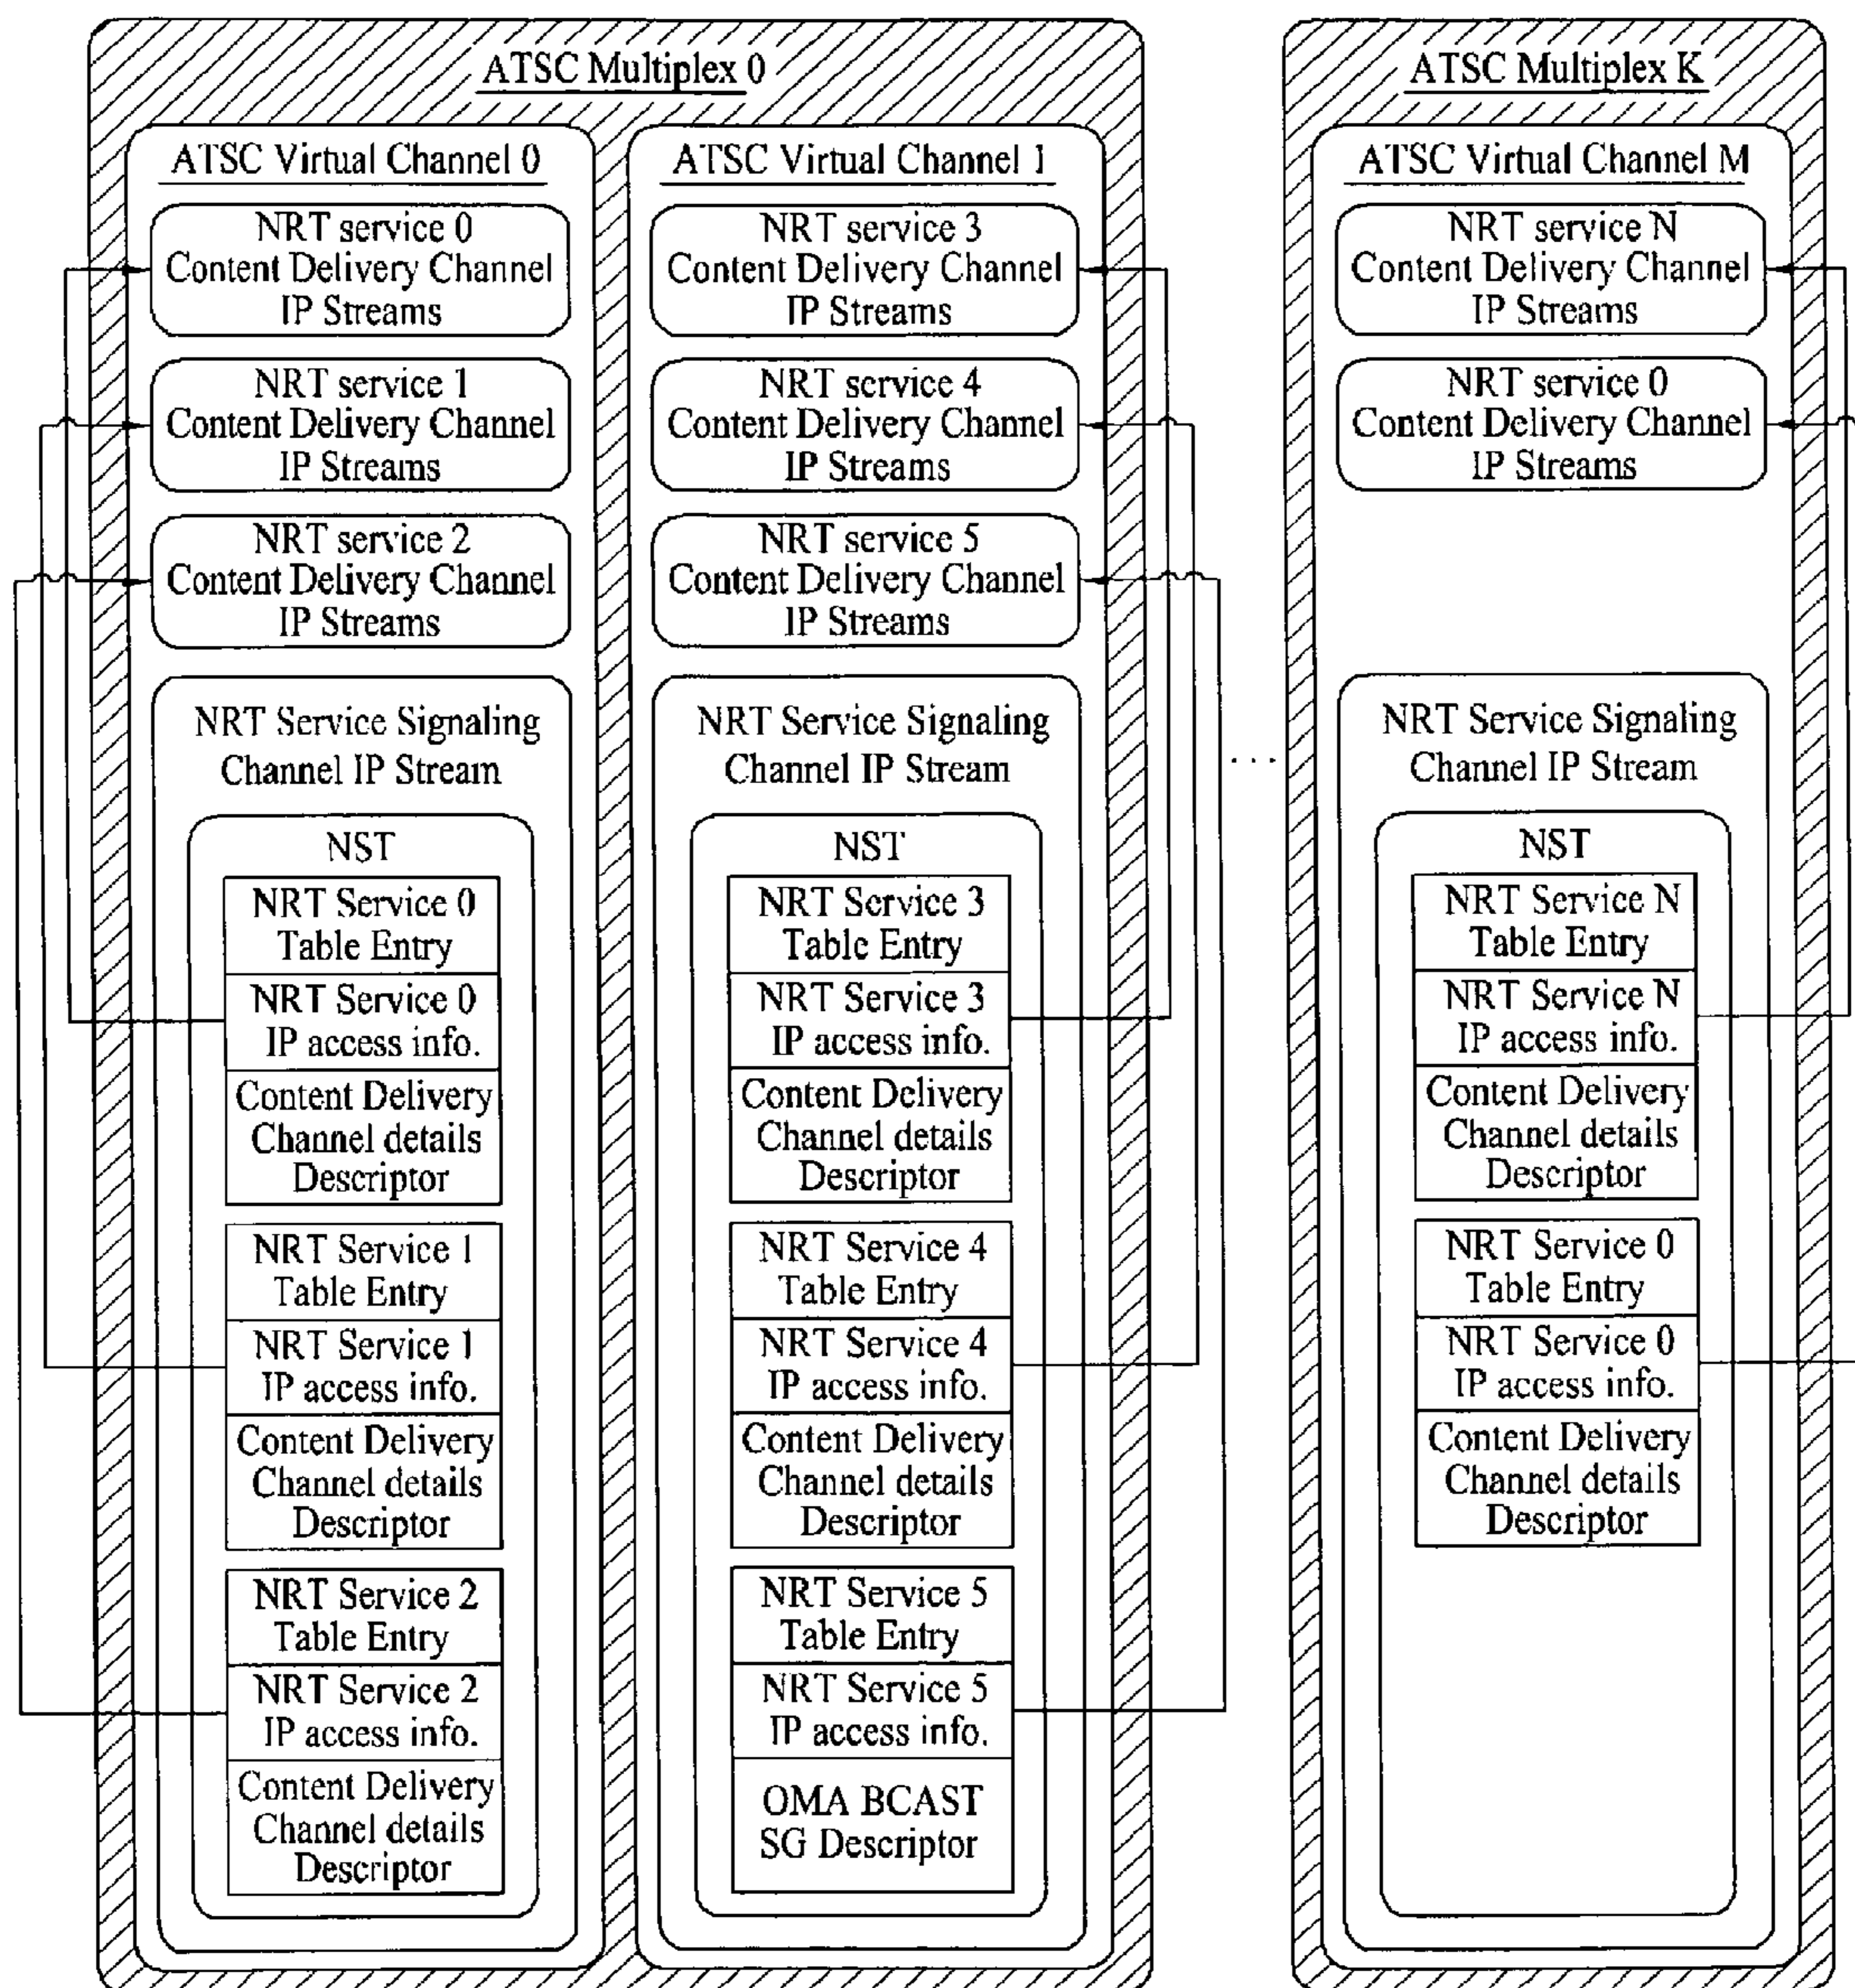 ATSC Multiplex 0
ATSC Virtual Channel 0
NRT service 0
Content Delivery Channel
IP Streams
NRT service 1
Content Delivery Channel
IP Streams
NRT service 2
Content Delivery Channel
IP Streams
NRT Service Signaling
Channel IP Stream
NST
NRT Service 0
Table Entry
NRT Service 0
IP access info.
Content Delivery
Channel details
Descriptor
NRT Service 1
Table Entry
NRT Service 1
IP access info.
Content Delivery
Channel details
Descriptor
NRT Service 2
Table Entry
NRT Service 2
IP access info.
Content Delivery
Channel details
Descriptor
ATSC Virtual Channel 1
NRT service 3
Content Delivery Channel
IP Streams
NRT service 4
Content Delivery Channel
IP Streams
NRT service 5
Content Delivery Channel
IP Streams
NRT Service Signaling
Channel IP Stream
NST
NRT Service 3
Table Entry
NRT Service 3
IP access info.
Content Delivery
Channel details
Descriptor
NRT Service 4
Table Entry
NRT Service 4
IP access info.
Content Delivery
Channel details
Descriptor
NRT Service 5
Table Entry
NRT Service 5
IP access info.
OMA BCAST
SG Descriptor
...
ATSC Multiplex K
ATSC Virtual Channel M
NRT service N
Content Delivery Channel
IP Streams
NRT service 0
Content Delivery Channel
IP Streams
NRT Service Signaling
Channel IP Stream
NST
NRT Service N
Table Entry
NRT Service N
IP access info.
Content Delivery
Channel details
Descriptor
NRT Service 0
Table Entry
NRT Service 0
IP access info.
Content Delivery
Channel details
Descriptor